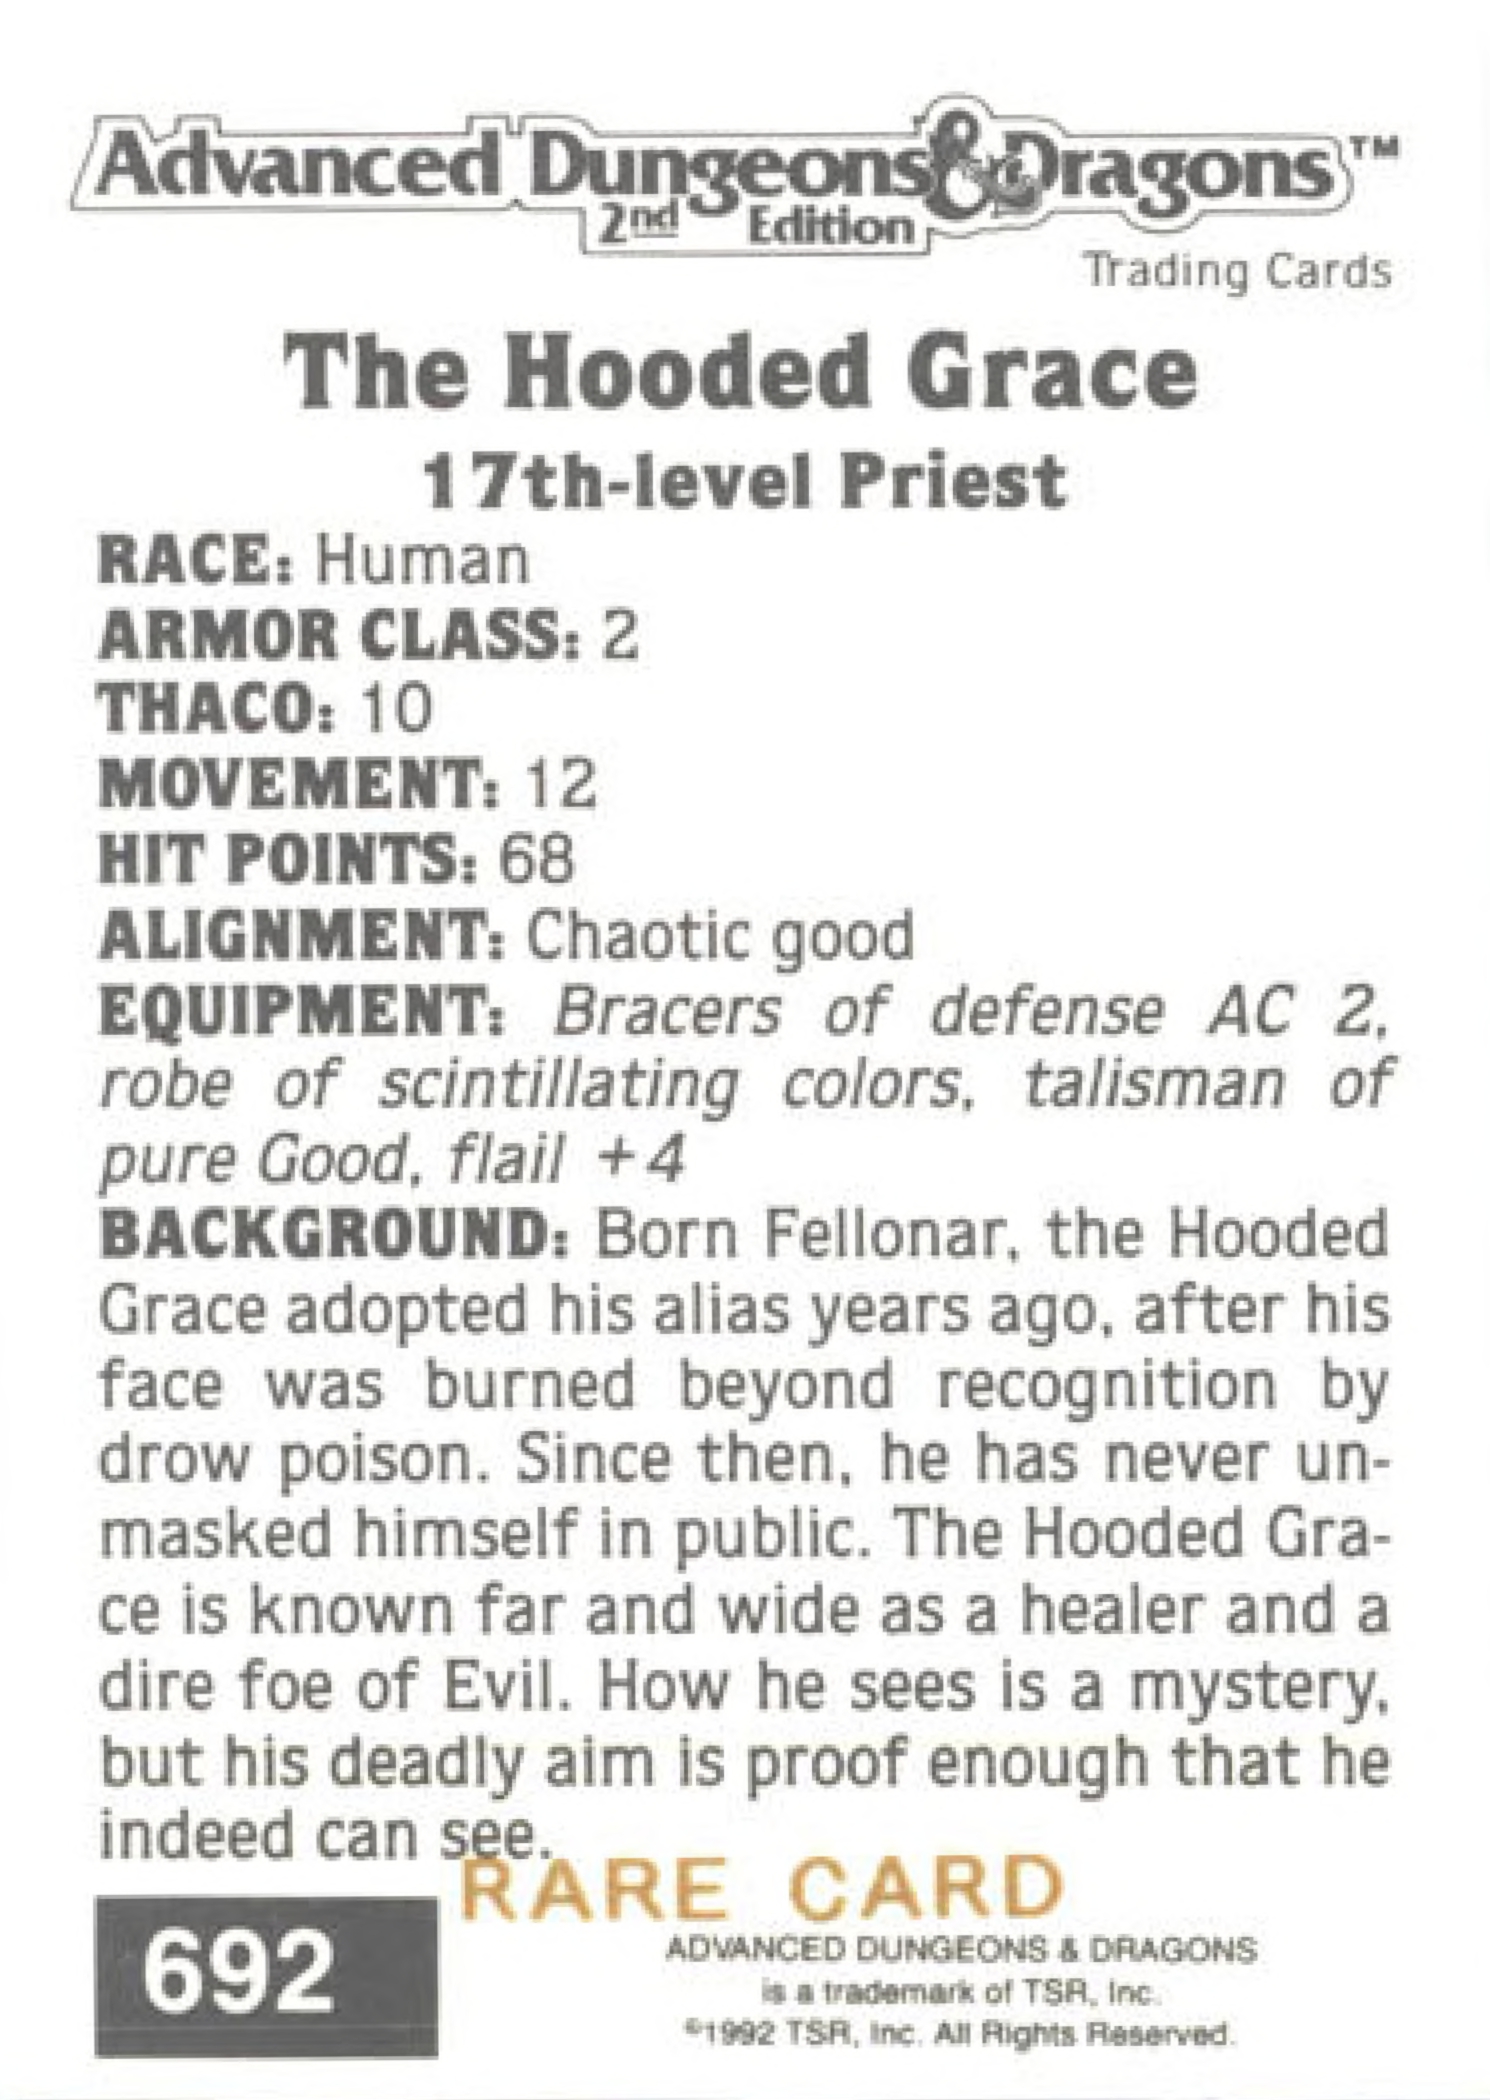 Advanced Dungeons & Dragons™
2nd Edition
Trading Cards
The Hooded Grace
17th-level Priest
RACE: Human
ARMOR CLASS: 2
THACO: 10
MOVEMENT: 12
HIT POINTS: 68
ALIGNMENT: Chaotic good
EQUIPMENT: Bracers of defense AC 2,
robe of scintillating colors, talisman of
pure Good, flail +4
BACKGROUND: Born Fellonar, the Hooded
Grace adopted his alias years ago, after his
face was burned beyond recognition by
drow poison. Since then, he has never un-
masked himself in public. The Hooded Gra-
ce is known far and wide as a healer and a
dire foe of Evil. How he sees is a mystery,
but his deadly aim is proof enough that he
indeed can see.
RARE CARD
692
ADVANCED DUNGEONS & DRAGONS
is a trademark of TSR, Inc.
©1992 TSR, Inc. All Rights Reserved.